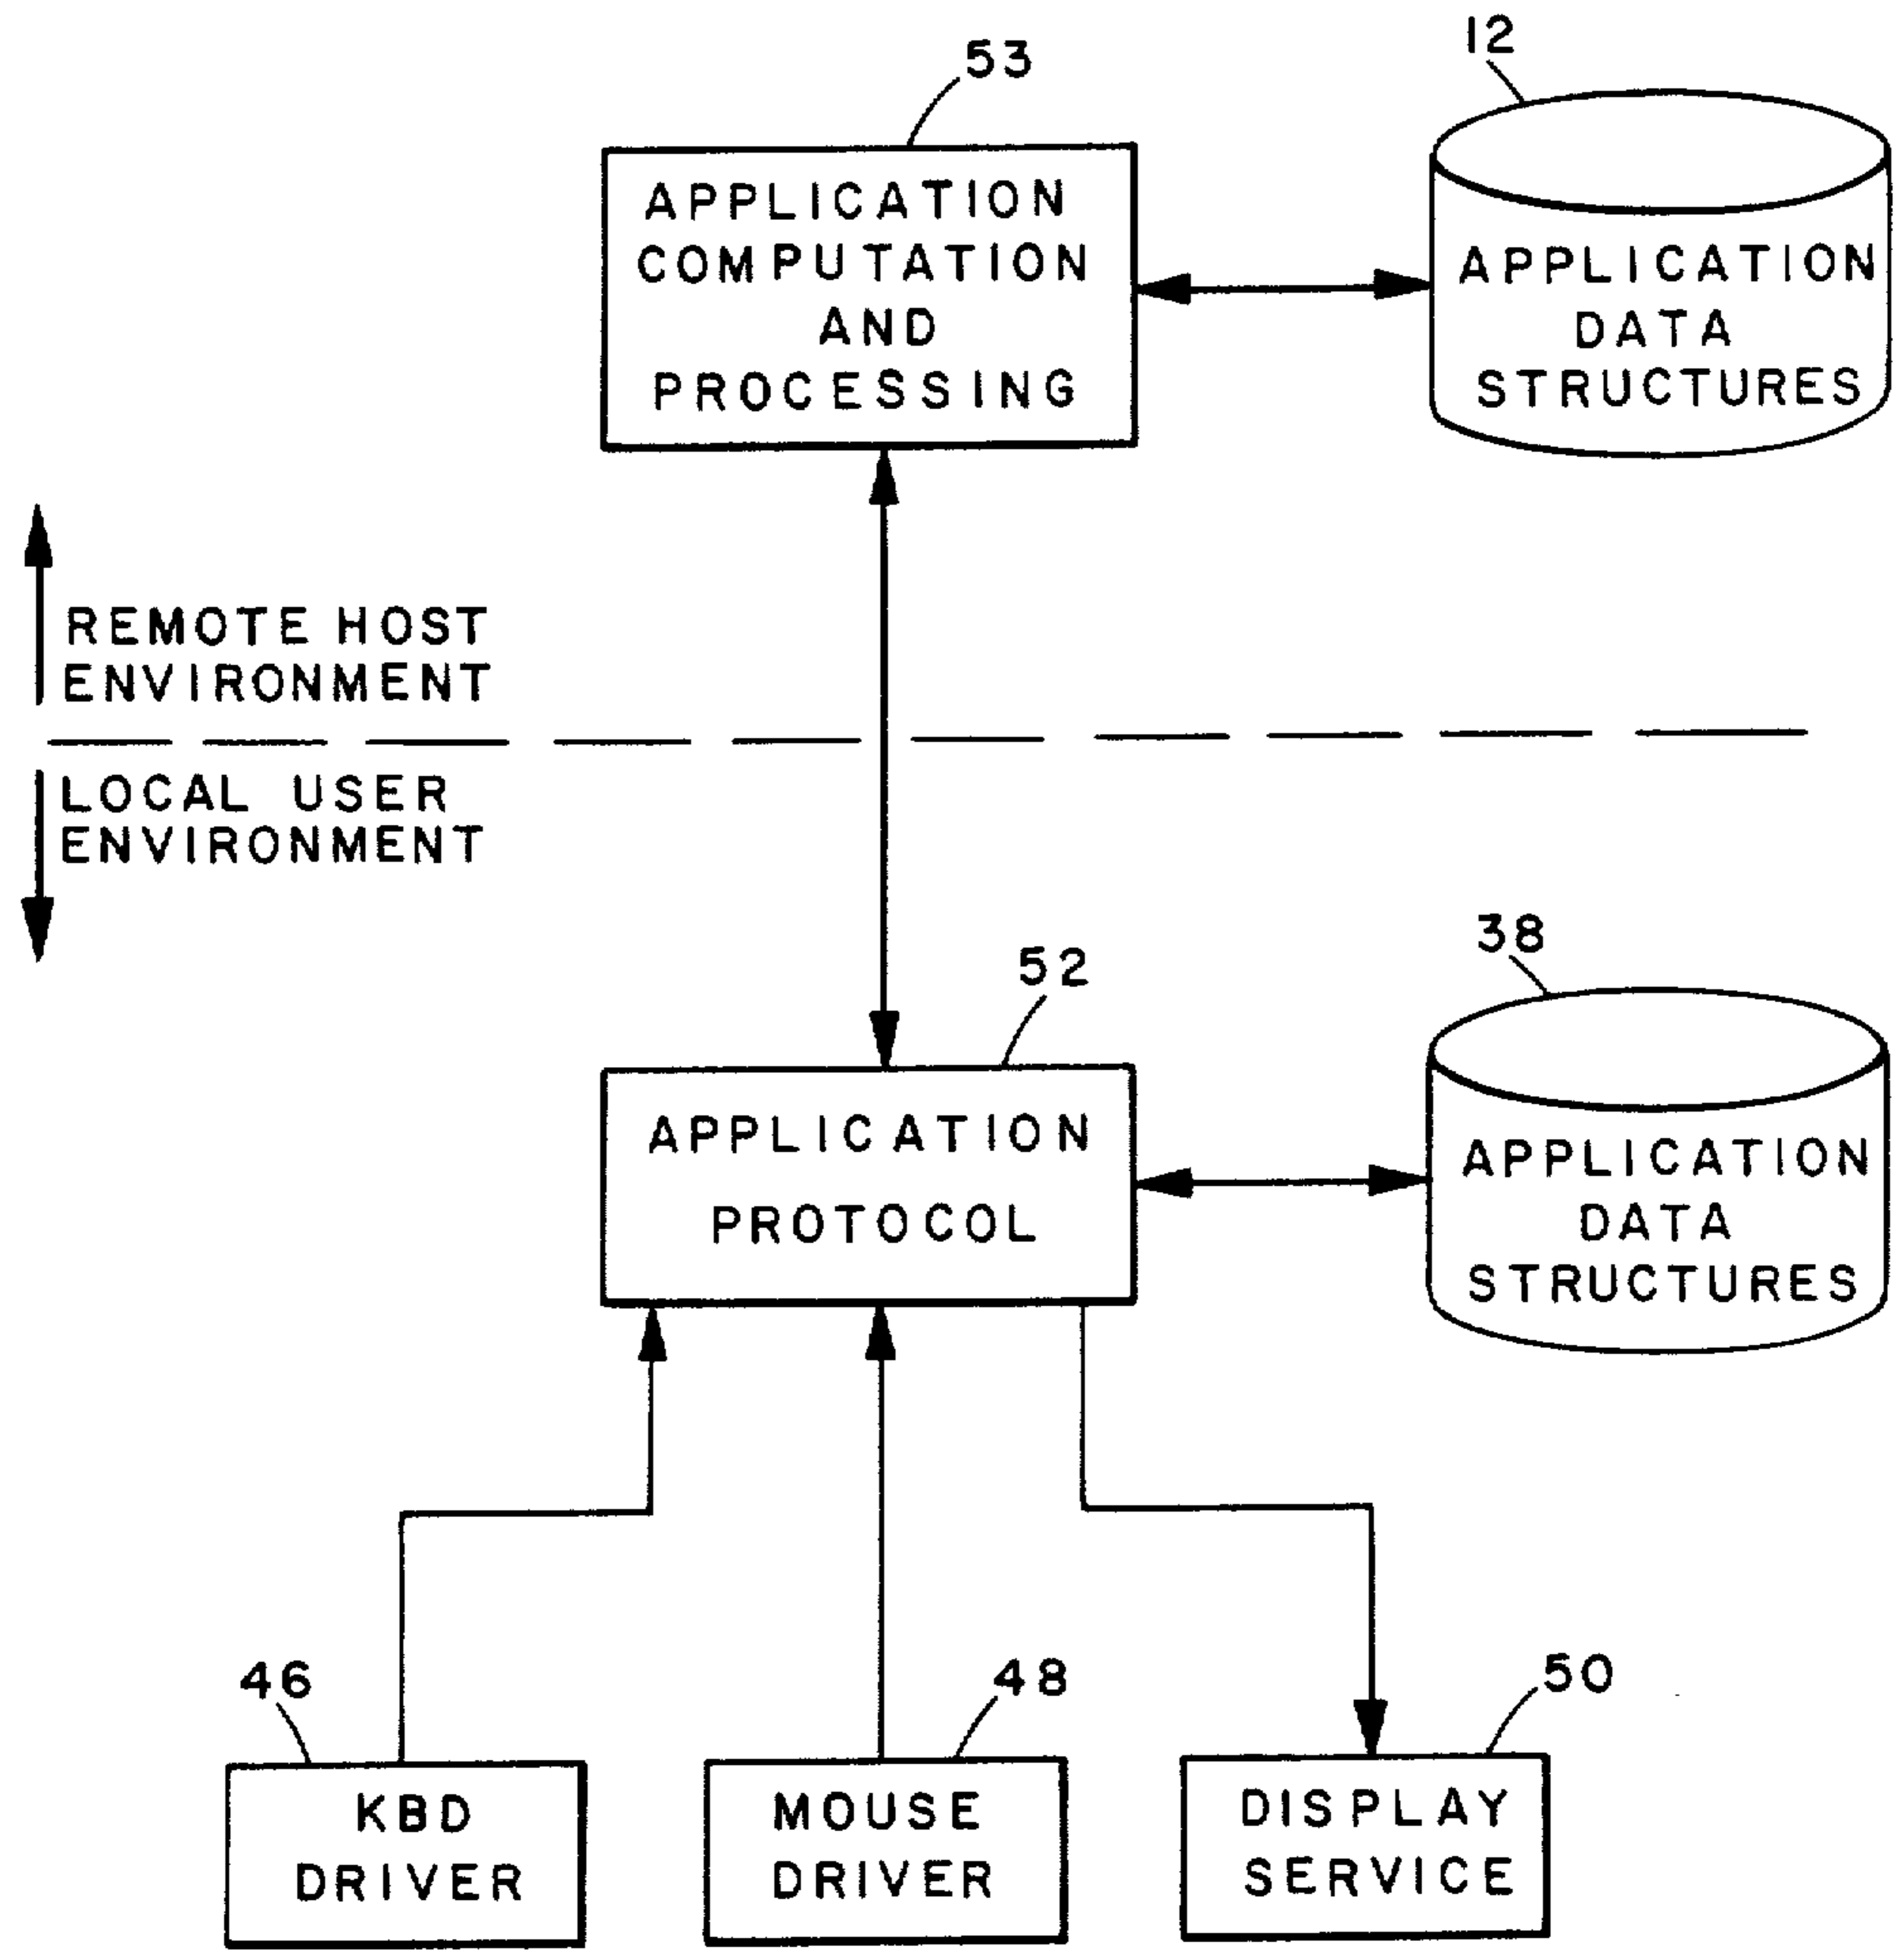 53
12
APPLICATION
COMPUTATION
AND
PROCESSING
APPLICATION
DATA
STRUCTURES
REMOTE HOST
ENVIRONMENT
LOCAL USER
ENVIRONMENT
52
38
APPLICATION
PROTOCOL
APPLICATION
DATA
STRUCTURES
46
48
50
KBD
DRIVER
MOUSE
DRIVER
DISPLAY
SERVICE